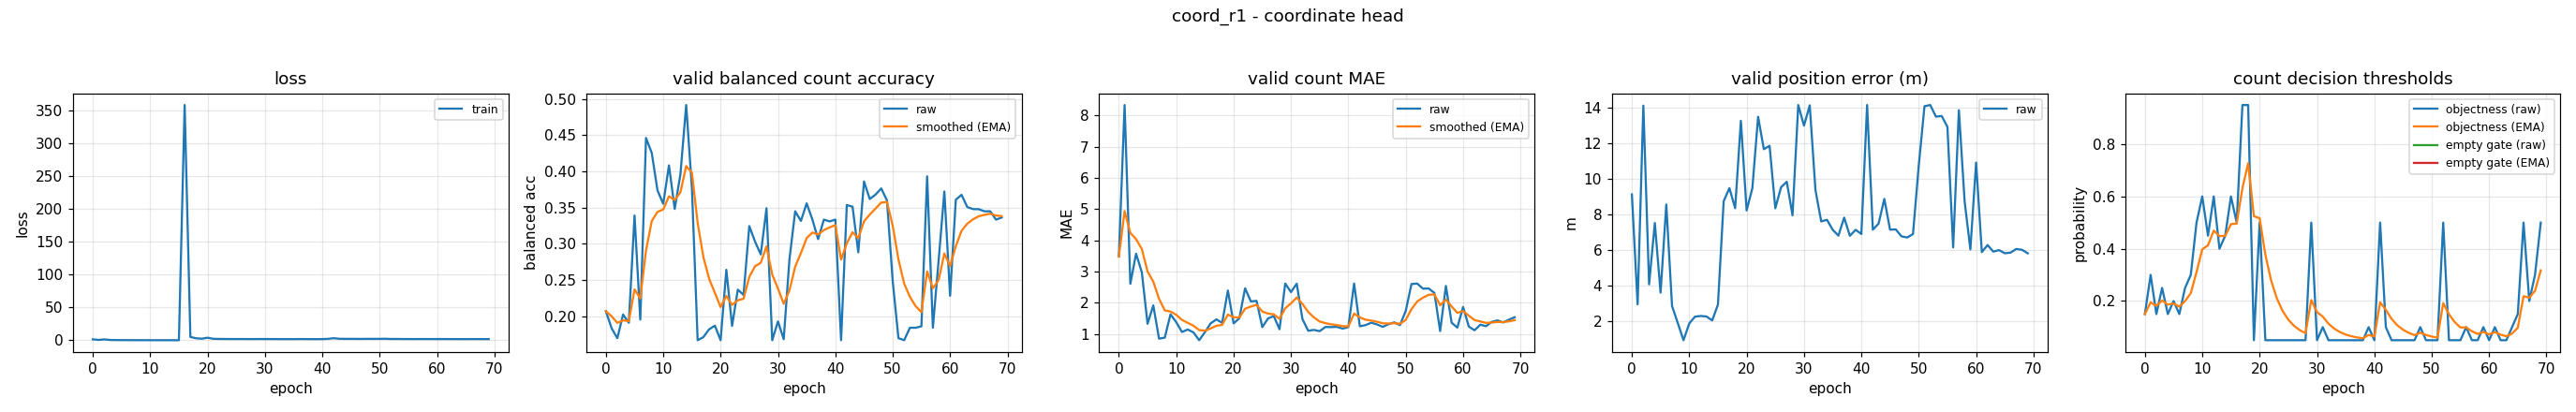 coord_r1 - coordinate head
loss
train
350
300
250
200
150
100
50
0
loss
0 10 20 30 40 50 60 70
epoch
valid balanced count accuracy
raw
smoothed (EMA)
0.50
0.45
0.40
0.35
0.30
0.25
0.20
balanced acc
0 10 20 30 40 50 60 70
epoch
valid count MAE
raw
smoothed (EMA)
8
7
6
5
4
3
2
1
MAE
0 10 20 30 40 50 60 70
epoch
valid position error (m)
raw
14
12
10
8
6
4
2
m
0 10 20 30 40 50 60 70
epoch
count decision thresholds
objectness (raw)
objectness (EMA)
empty gate (raw)
empty gate (EMA)
0.8
0.6
0.4
0.2
probability
0 10 20 30 40 50 60 70
epoch